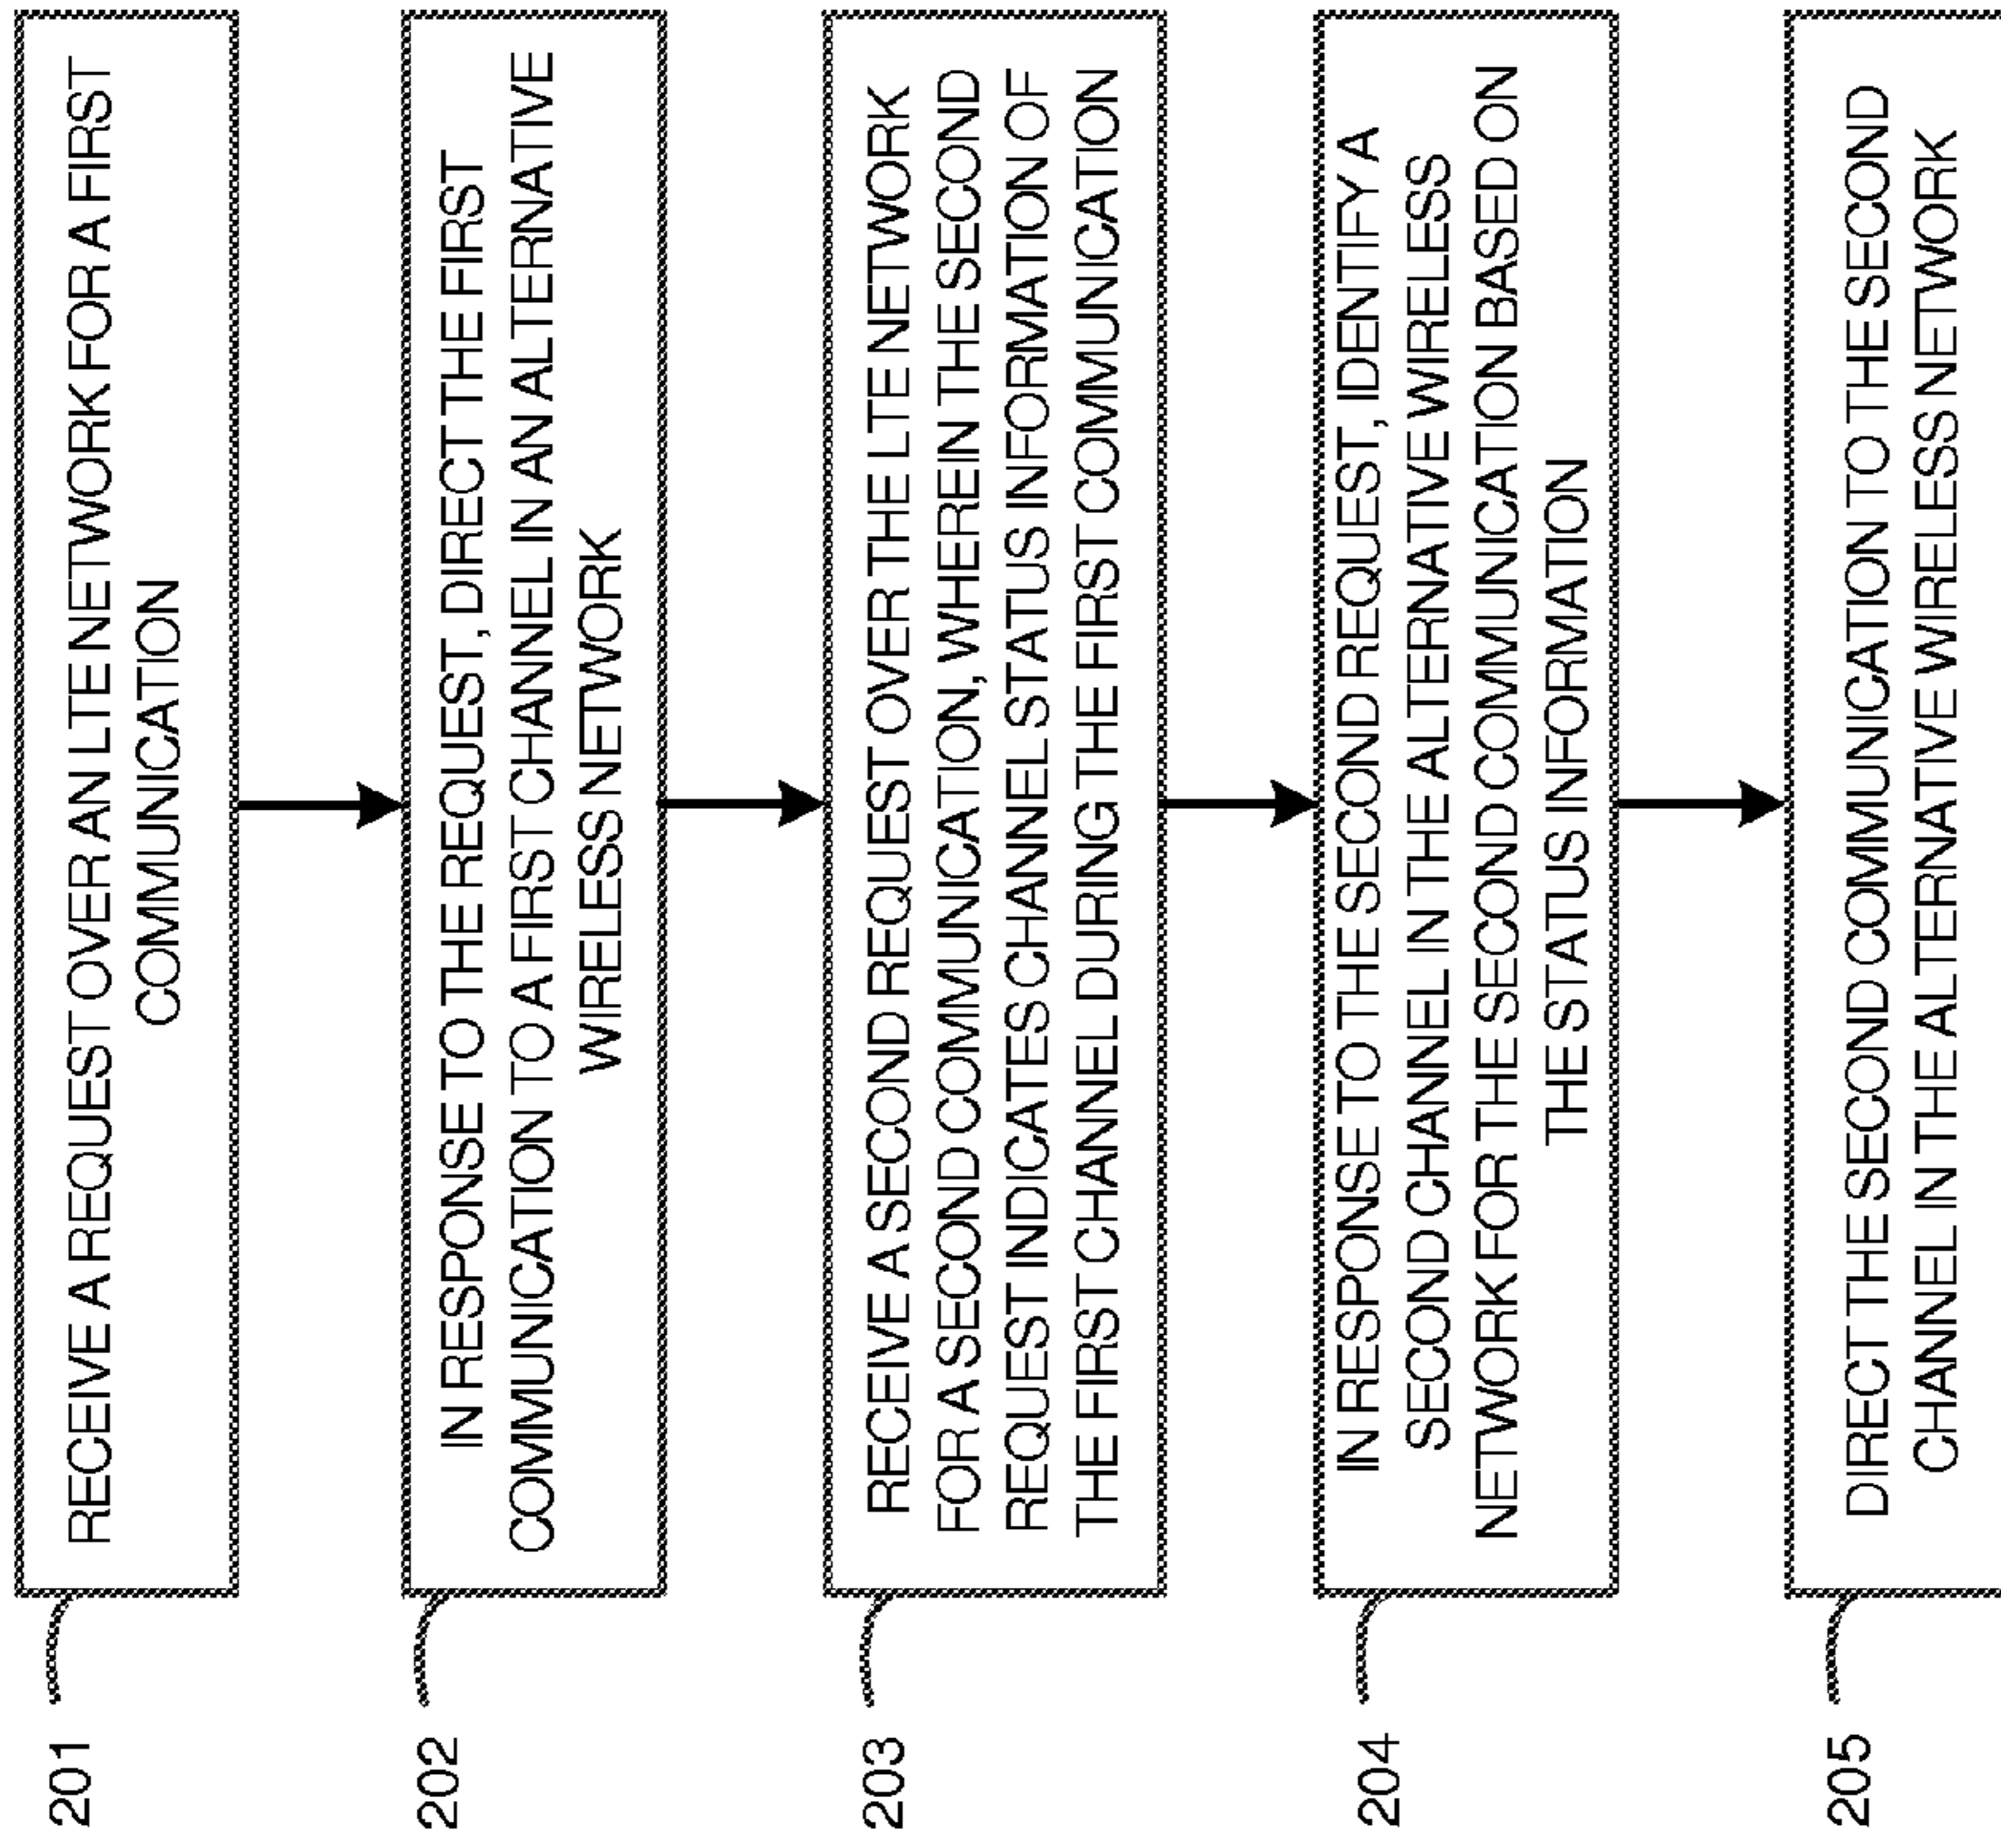 201
RECEIVE A REQUEST OVER AN LTE NETWORK FOR A FIRST
COMMUNICATION
202
IN RESPONSE TO THE REQUEST, DIRECT THE FIRST
COMMUNICATION TO A FIRST CHANNEL IN AN ALTERNATIVE
WIRELESS NETWORK
203
RECEIVE A SECOND REQUEST OVER THE LTE NETWORK
FOR A SECOND COMMUNICATION, WHEREIN THE SECOND
REQUEST INDICATES CHANNEL STATUS INFORMATION OF
THE FIRST CHANNEL DURING THE FIRST COMMUNICATION
204
IN RESPONSE TO THE SECOND REQUEST, IDENTIFY A
SECOND CHANNEL IN THE ALTERNATIVE WIRELESS
NETWORK FOR THE SECOND COMMUNICATION BASED ON
THE STATUS INFORMATION
205
DIRECT THE SECOND COMMUNICATION TO THE SECOND
CHANNEL IN THE ALTERNATIVE WIRELESS NETWORK